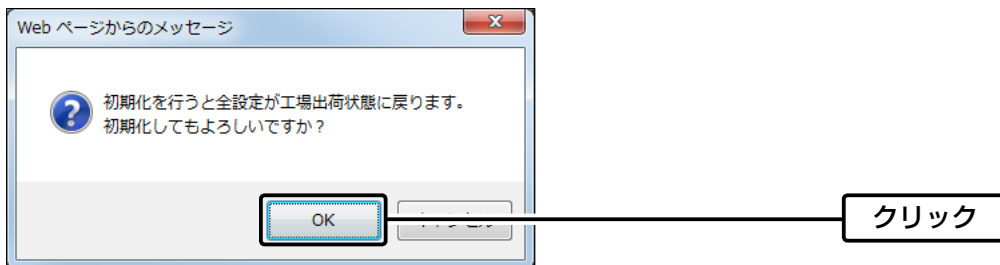 Web ページからのメッセージ
初期化を行うと全設定が工場出荷状態に戻ります。
初期化してもよろしいですか？
OK
クリック